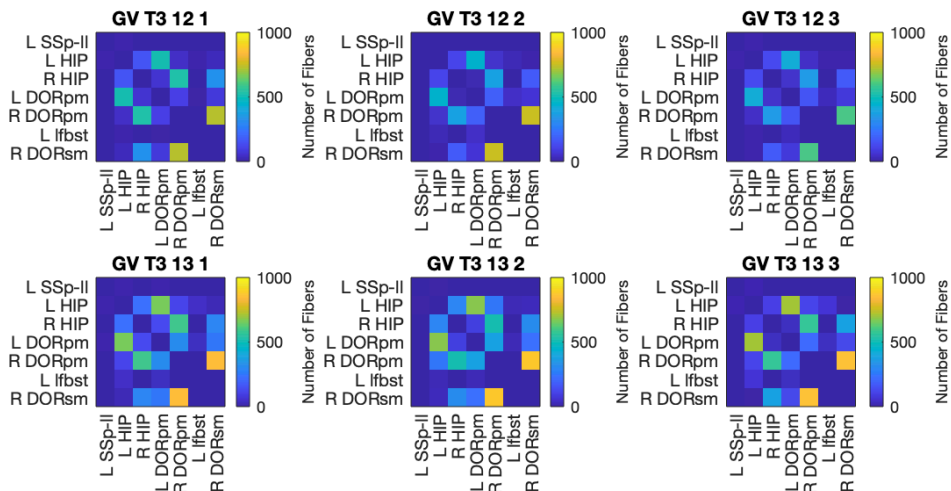 GV T3 12 1
GV T3 12 2
GV T3 12 3
L SSp-ll
L HIP
R HIP
L DORpm
R DORpm
L lfbst
R DORsm
1000
500
0
Number of Fibers
L SSp-ll
L HIP
R HIP
L DORpm
R DORpm
L lfbst
R DORsm
L SSp-ll
L HIP
R HIP
L DORpm
R DORpm
L lfbst
R DORsm
1000
500
0
Number of Fibers
L SSp-ll
L HIP
R HIP
L DORpm
R DORpm
L lfbst
R DORsm
L SSp-ll
L HIP
R HIP
L DORpm
R DORpm
L lfbst
R DORsm
1000
500
0
Number of Fibers
L SSp-ll
L HIP
R HIP
L DORpm
R DORpm
L lfbst
R DORsm
GV T3 13 1
GV T3 13 2
GV T3 13 3
L SSp-ll
L HIP
R HIP
L DORpm
R DORpm
L lfbst
R DORsm
1000
500
0
Number of Fibers
L SSp-ll
L HIP
R HIP
L DORpm
R DORpm
L lfbst
R DORsm
L SSp-ll
L HIP
R HIP
L DORpm
R DORpm
L lfbst
R DORsm
1000
500
0
Number of Fibers
L SSp-ll
L HIP
R HIP
L DORpm
R DORpm
L lfbst
R DORsm
L SSp-ll
L HIP
R HIP
L DORpm
R DORpm
L lfbst
R DORsm
1000
500
0
Number of Fibers
L SSp-ll
L HIP
R HIP
L DORpm
R DORpm
L lfbst
R DORsm